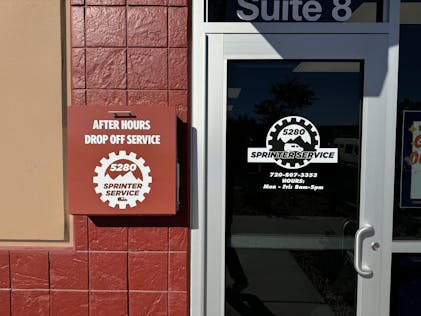 Suite 8
AFTER HOURS
DROP OFF SERVICE
5280
SPRINTER
SERVICE
5280
SPRINTER SERVICE
720-807-3353
HOURS:
Mon - Fri: 8am-5pm